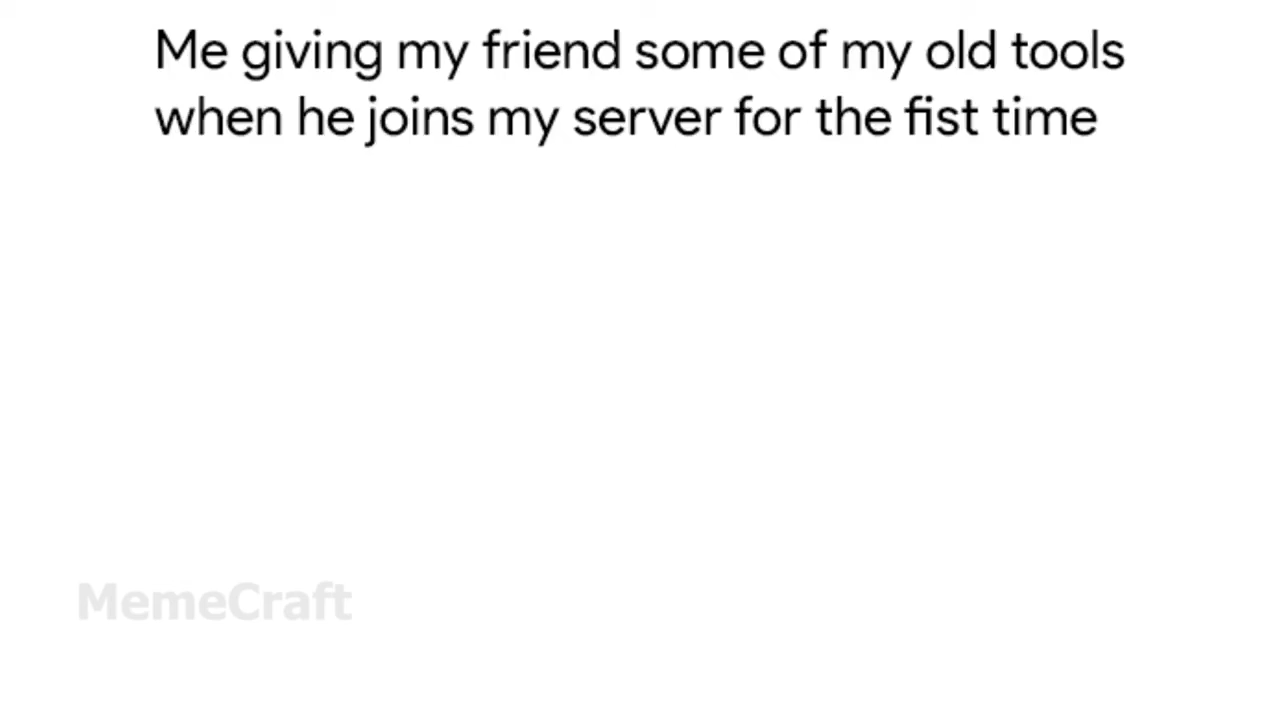 Me giving my friend some of my old tools
when he joins my server for the fist time
MemeCraft